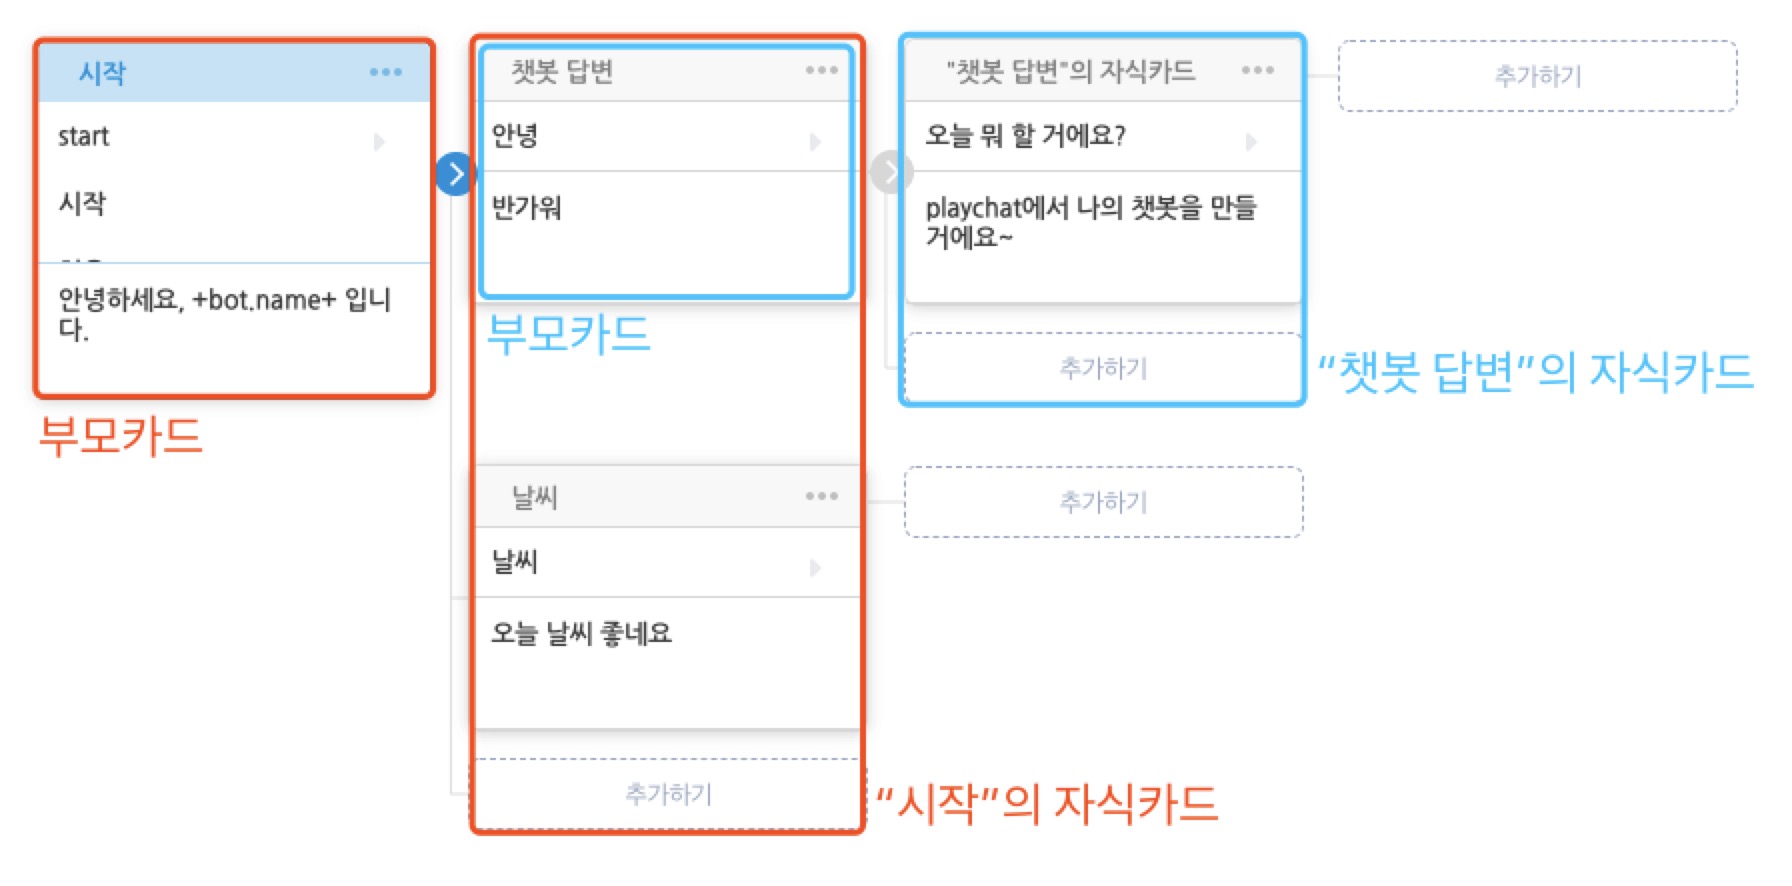 시작
start
시작
안녕하세요, +bot.name+ 입니
다.
부모카드
챗봇 답변
안녕
반가워
부모카드
날씨
날씨
오늘 날씨 좋네요
추가하기
“시작”의 자식카드
"챗봇 답변"의 자식카드
오늘 뭐 할 거에요?
playchat에서 나의 챗봇을 만들
거에요~
추가하기
“챗봇 답변”의 자식카드
추가하기
추가하기